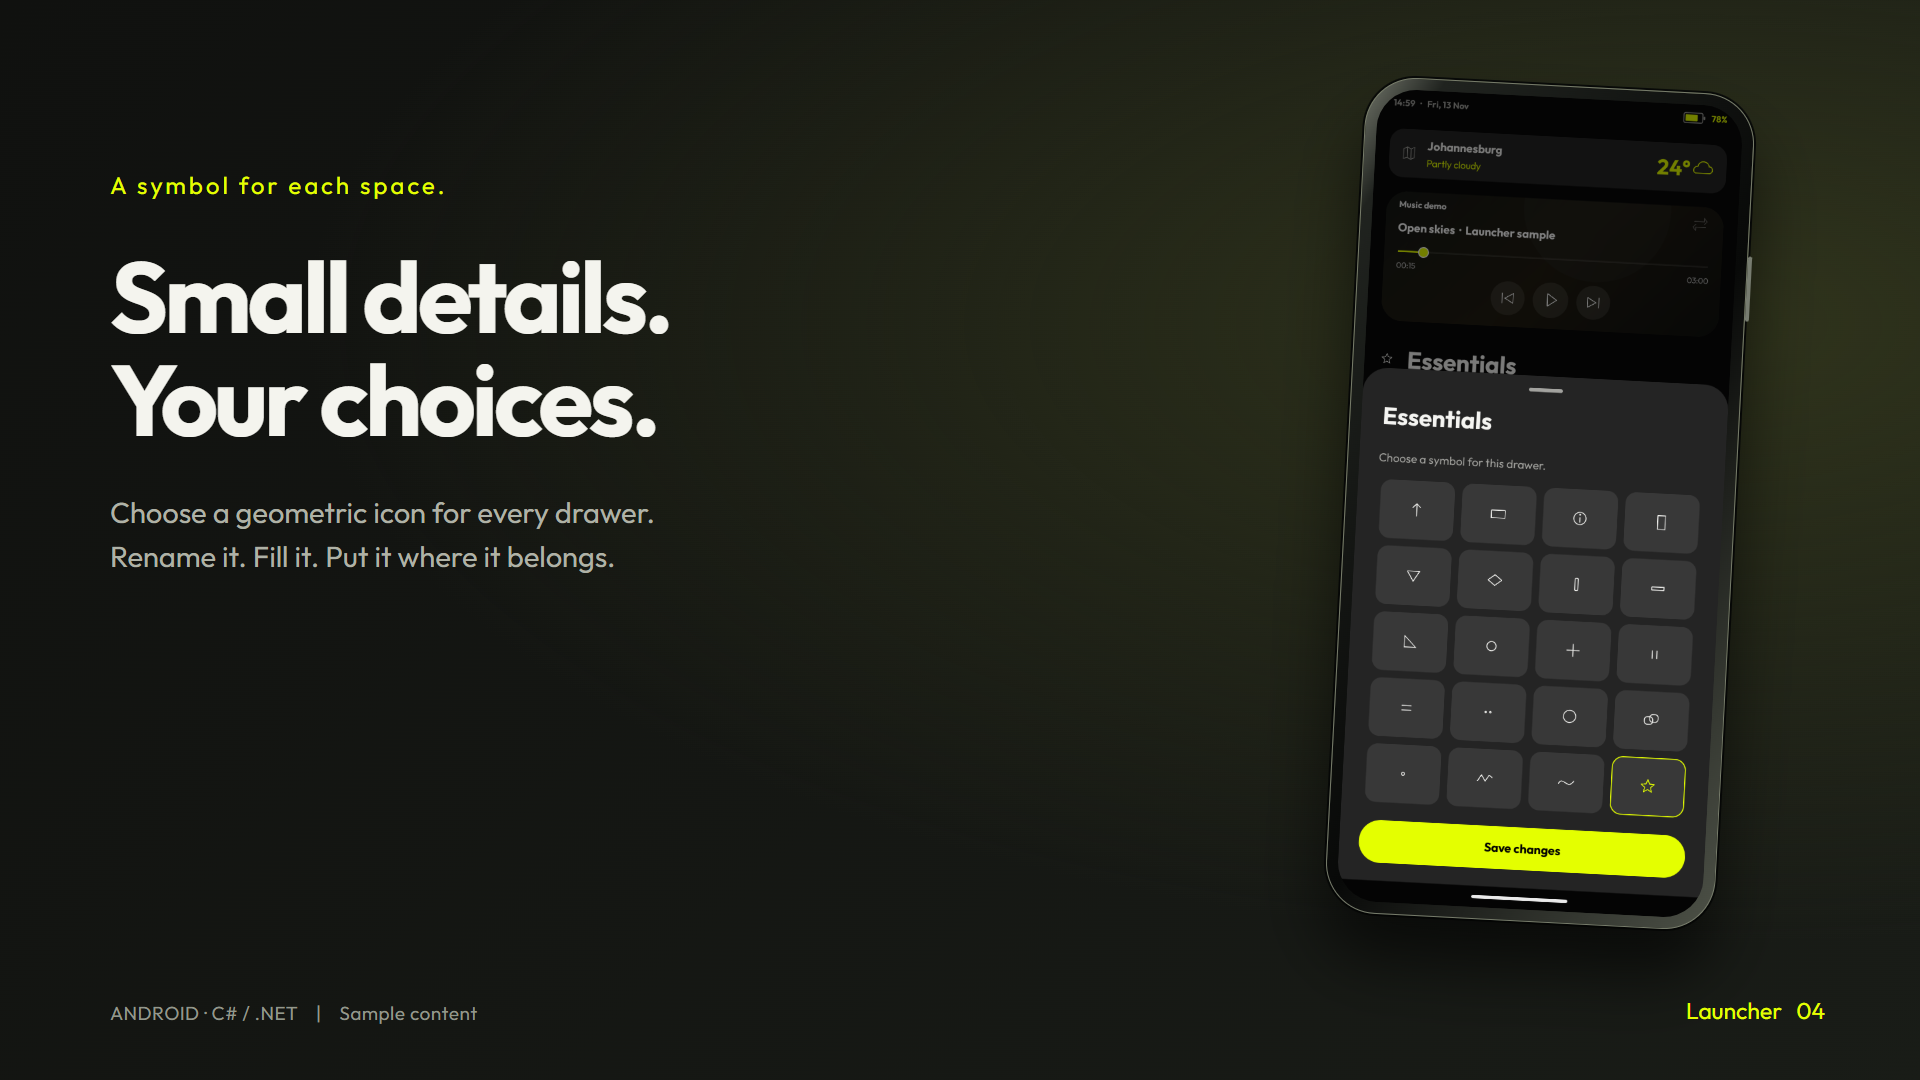 A symbol for each space.
Small details.
Your choices.
Choose a geometric icon for every drawer.
Rename it. Fill it. Put it where it belongs.
14:59 · Fri, 13 Nov
78%
Johannesburg
Partly cloudy
24°
Music demo
Open skies · Launcher sample
00:15
03:00
Essentials
Essentials
Choose a symbol for this drawer.
Save changes
ANDROID · C# / .NET | Sample content
Launcher 04